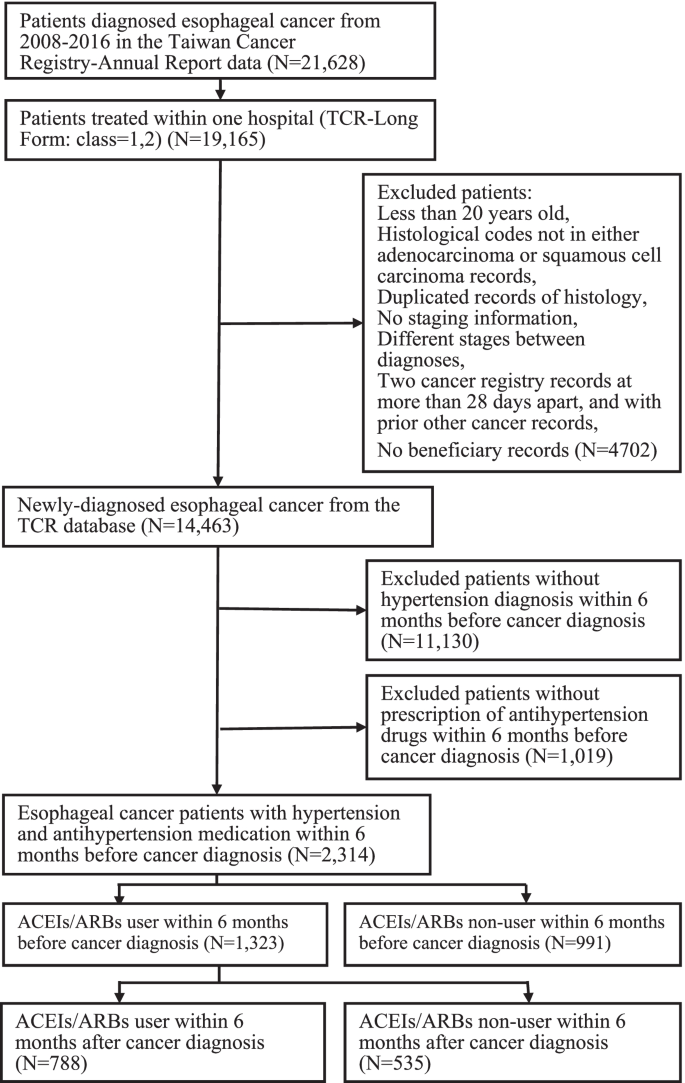 Patients diagnosed esophageal cancer from
2008-2016 in the Taiwan Cancer
Registry-Annual Report data (N=21,628)
Patients treated within one hospital (TCR-Long
Form: class=1,2) (N=19,165)
Excluded patients:
Less than 20 years old,
Histological codes not in either
adenocarcinoma or squamous cell
carcinoma records,
Duplicated records of histology,
No staging information,
Different stages between
diagnoses,
Two cancer registry records at
more than 28 days apart, and with
prior other cancer records,
No beneficiary records (N=4702)
Newly-diagnosed esophageal cancer from the
TCR database (N=14,463)
Excluded patients without
hypertension diagnosis within 6
months before cancer diagnosis
(N=11,130)
Excluded patients without
prescription of antihypertension
drugs within 6 months before
cancer diagnosis (N=1,019)
Esophageal cancer patients with hypertension
and antihypertension medication within 6
months before cancer diagnosis (N=2,314)
ACEIs/ARBs user within 6 months
before cancer diagnosis (N=1,323)
ACEIs/ARBs non-user within 6 months
before cancer diagnosis (N=991)
ACEIs/ARBs user within 6
months after cancer diagnosis
(N=788)
ACEIs/ARBs non-user within 6
months after cancer diagnosis
(N=535)